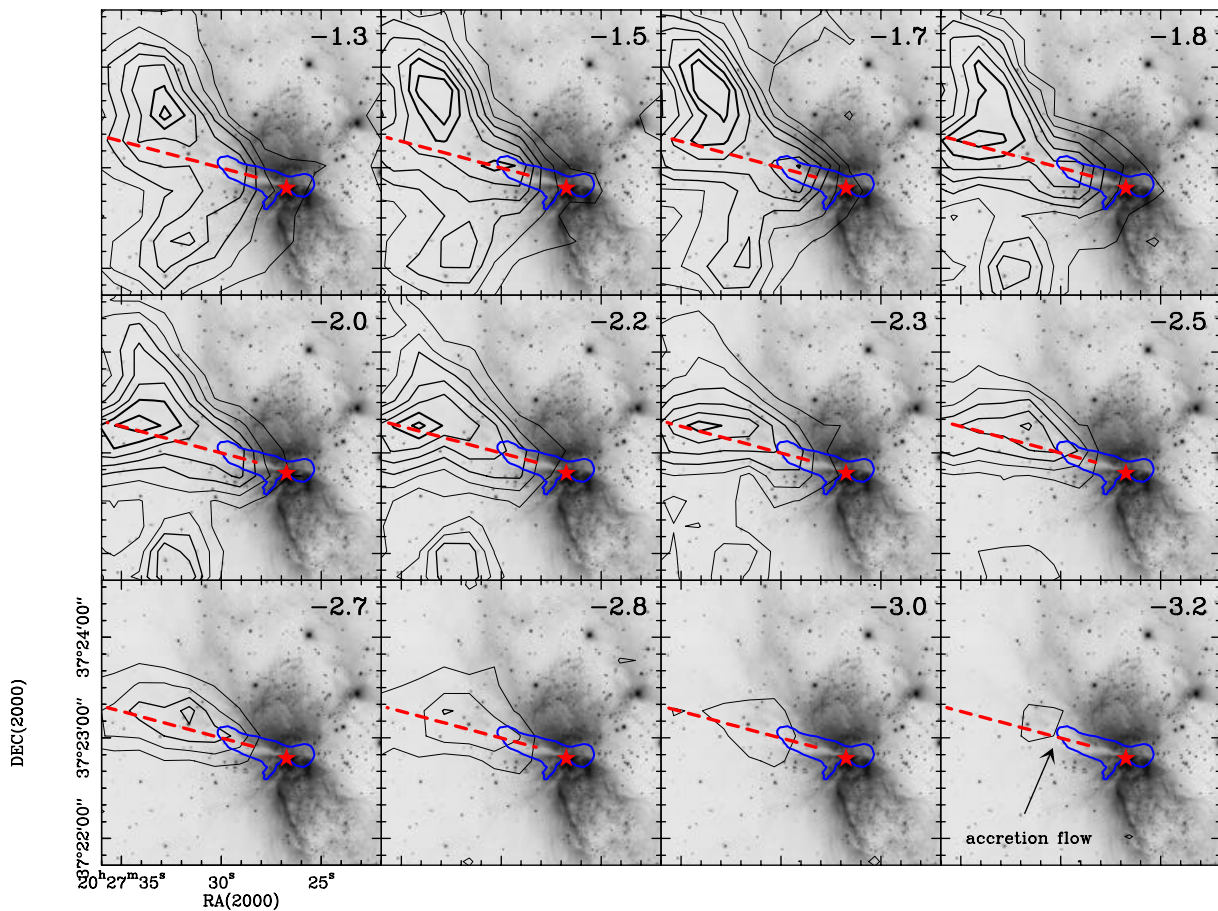 −1.3
−1.5
−1.7
−1.8
−2.0
−2.2
−2.3
−2.5
−2.7
−2.8
−3.0
−3.2
accretion flow
DEC(2000)
37°24′00″
37°23′00″
37°22′00″
20ʰ27ᵐ35ˢ
30ˢ
25ˢ
RA(2000)